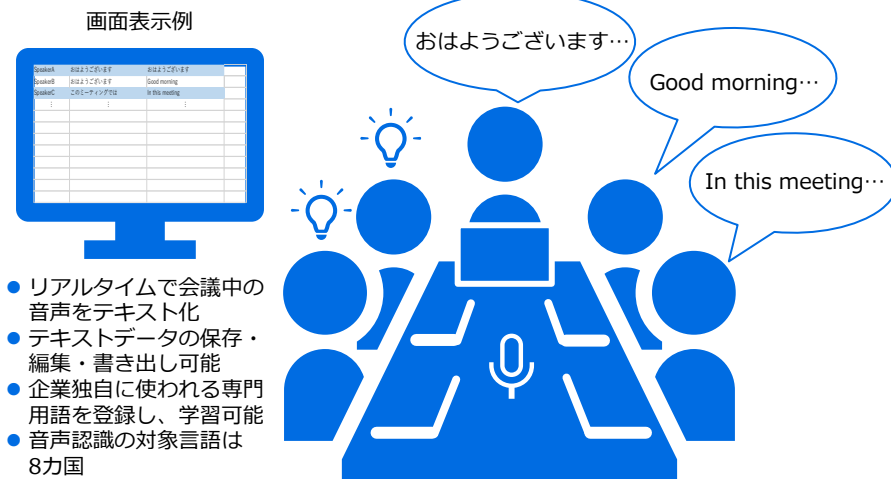 画面表示例
SpeakerA おはようございます おはようございます
SpeakerB おはようございます Good morning
SpeakerC このミーティングでは In this meeting
⋮ ⋮ ⋮
おはようございます…
Good morning…
In this meeting…
● リアルタイムで会議中の
音声をテキスト化
● テキストデータの保存・
編集・書き出し可能
● 企業独自に使われる専門
用語を登録し、学習可能
● 音声認識の対象言語は
8カ国